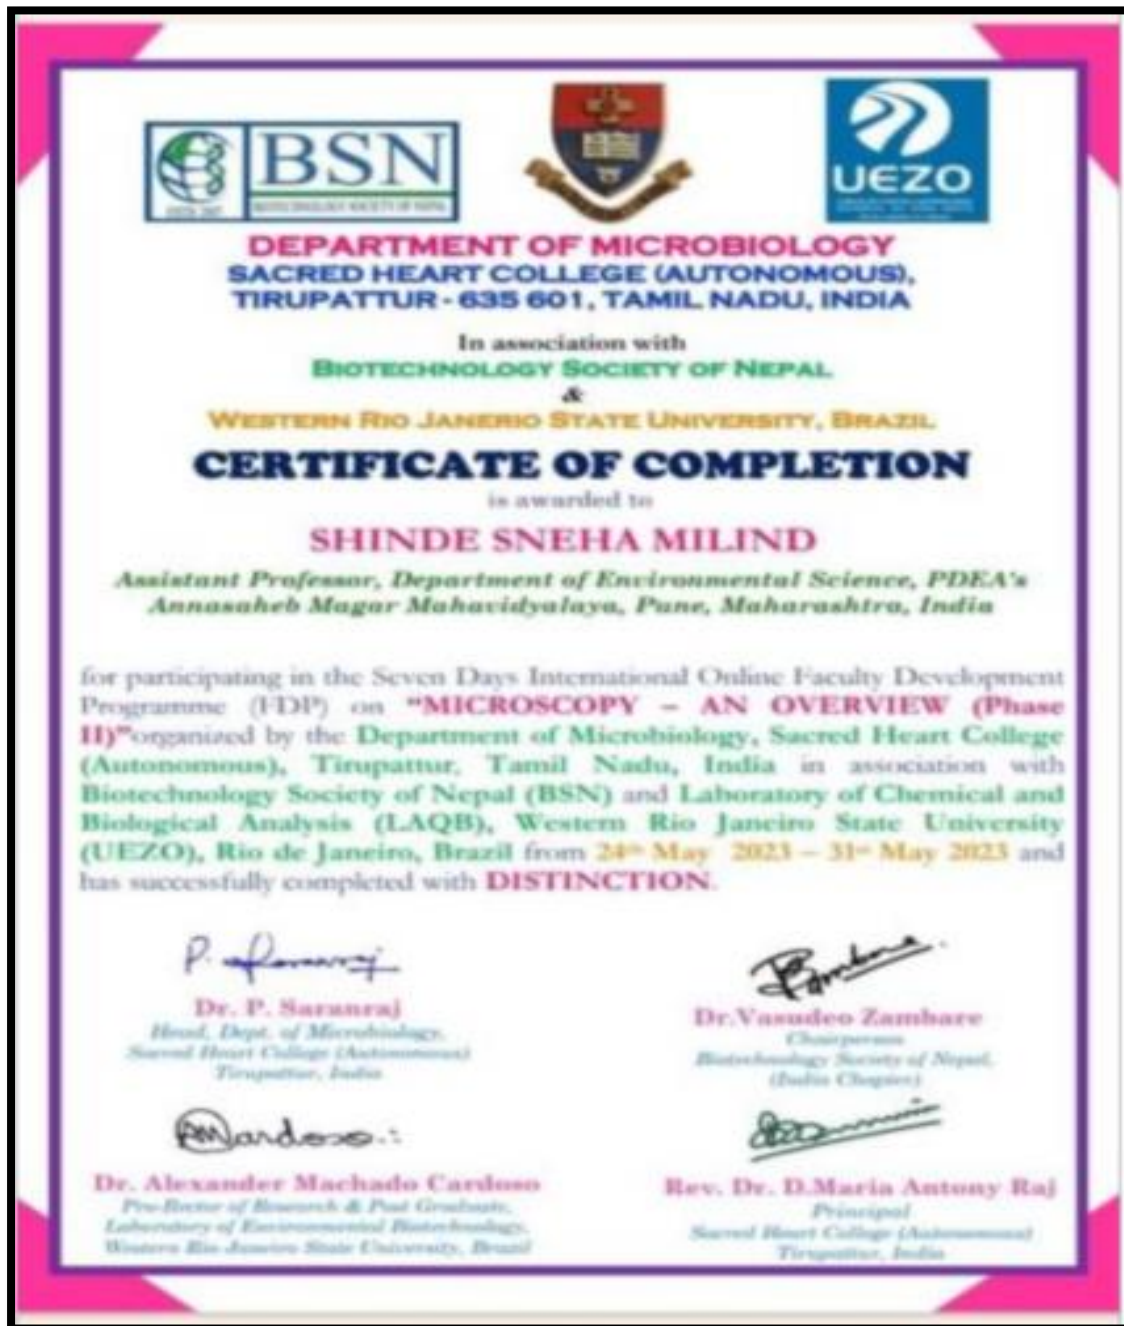 BSN
BIOTECHNOLOGY SOCIETY OF NEPAL
UEZO
DEPARTMENT OF MICROBIOLOGY
SACRED HEART COLLEGE (AUTONOMOUS),
TIRUPATTUR - 635 601, TAMIL NADU, INDIA
In association with
BIOTECHNOLOGY SOCIETY OF NEPAL
&
WESTERN RIO JANERIO STATE UNIVERSITY, BRAZIL
CERTIFICATE OF COMPLETION
is awarded to
SHINDE SNEHA MILIND
Assistant Professor, Department of Environmental Science, PDEA's
Annasaheb Magar Mahavidyalaya, Pune, Maharashtra, India
for participating in the Seven Days International Online Faculty Development
Programme (FDP) on "MICROSCOPY – AN OVERVIEW (Phase
II)"organized by the Department of Microbiology, Sacred Heart College
(Autonomous), Tirupattur, Tamil Nadu, India in association with
Biotechnology Society of Nepal (BSN) and Laboratory of Chemical and
Biological Analysis (LAQB), Western Rio Janeiro State University
(UEZO), Rio de Janeiro, Brazil from 24th May 2023 – 31st May 2023 and
has successfully completed with DISTINCTION.
Dr. P. Saranraj
Head, Dept. of Microbiology,
Sacred Heart College (Autonomous)
Tirupattur, India
Dr.Vasudeo Zambare
Chairperson
Biotechnology Society of Nepal,
(India Chapter)
Dr. Alexander Machado Cardoso
Pro-Rector of Research & Post Graduate,
Laboratory of Environmental Biotechnology,
Western Rio Janeiro State University, Brazil
Rev. Dr. D.Maria Antony Raj
Principal
Sacred Heart College (Autonomous)
Tirupattur, India